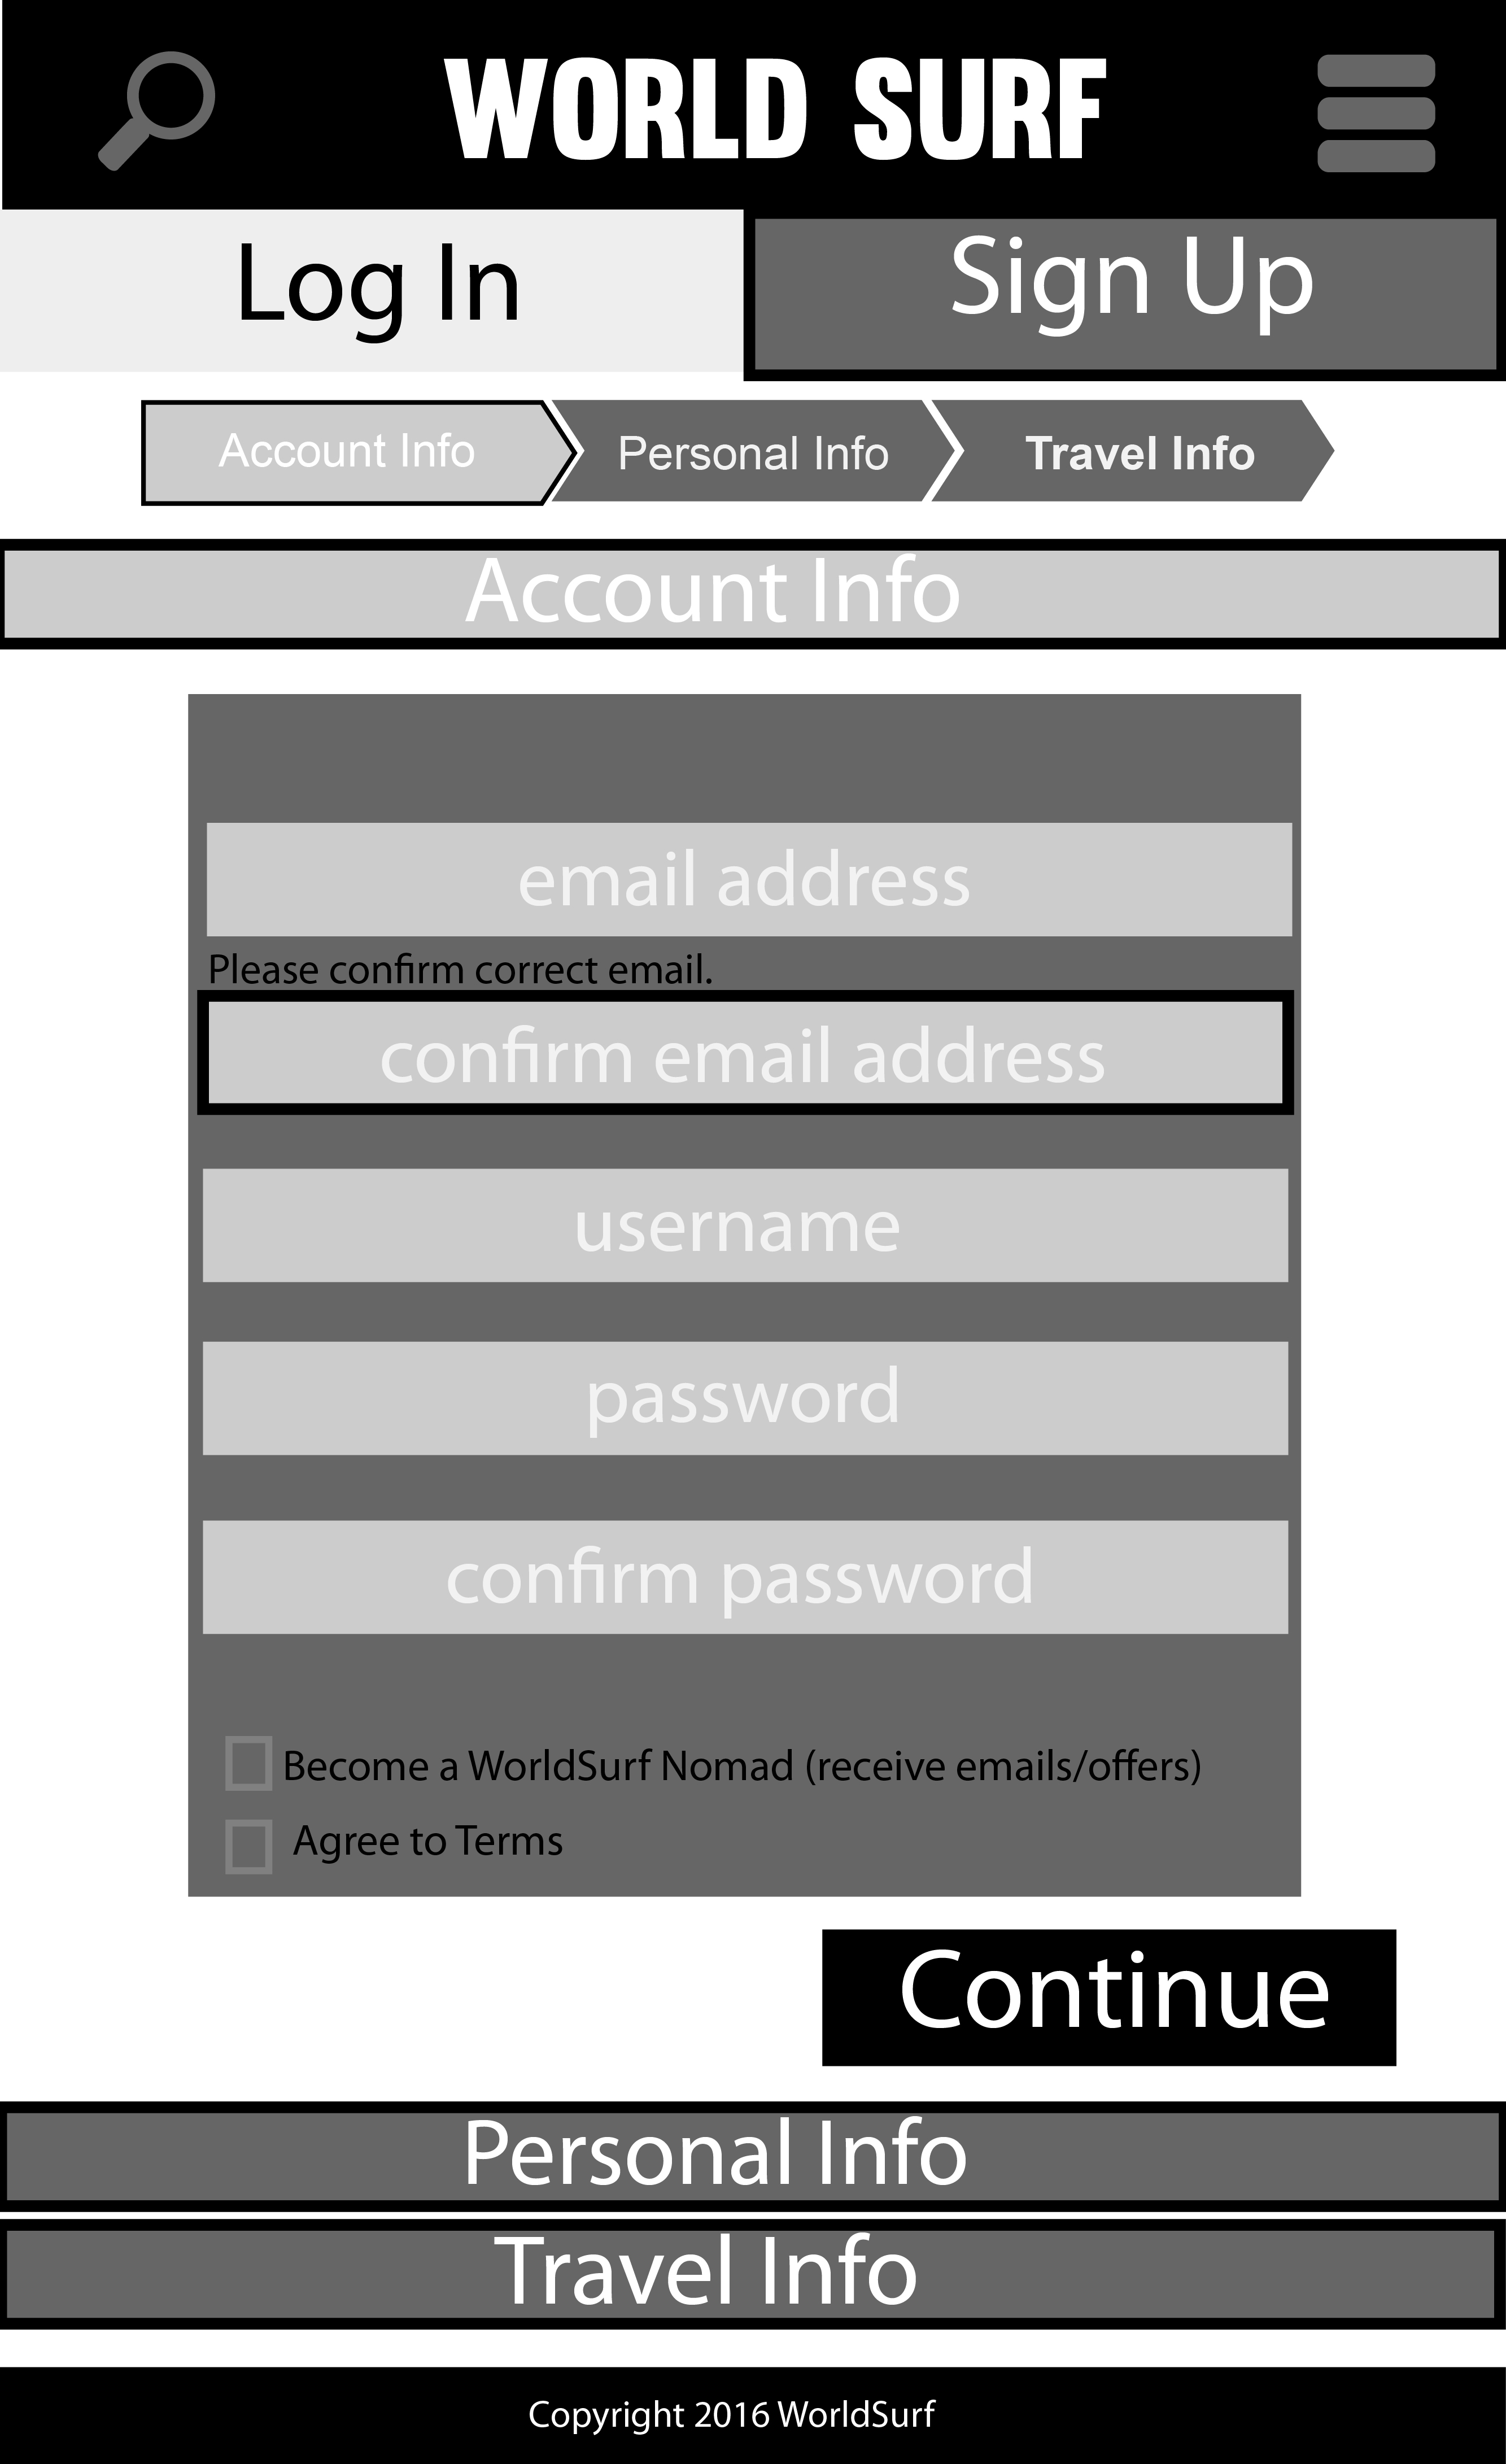 WORLD SURF
Log In
Sign Up
Account Info
Personal Info
Travel Info
Account Info
email address
Please confirm correct email.
confirm email address
username
password
confirm password
Become a WorldSurf Nomad (receive emails/offers)
Agree to Terms
Continue
Personal Info
Travel Info
Copyright 2016 WorldSurf